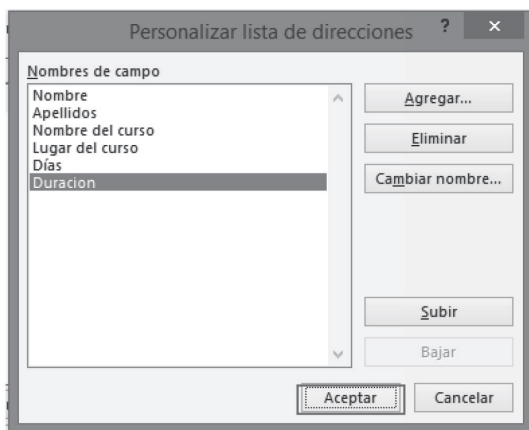 Personalizar lista de direcciones ? ×
Nombres de campo
Nombre
Apellidos
Nombre del curso
Lugar del curso
Días
Duracion
Agregar...
Eliminar
Cambiar nombre...
Subir
Bajar
Aceptar
Cancelar